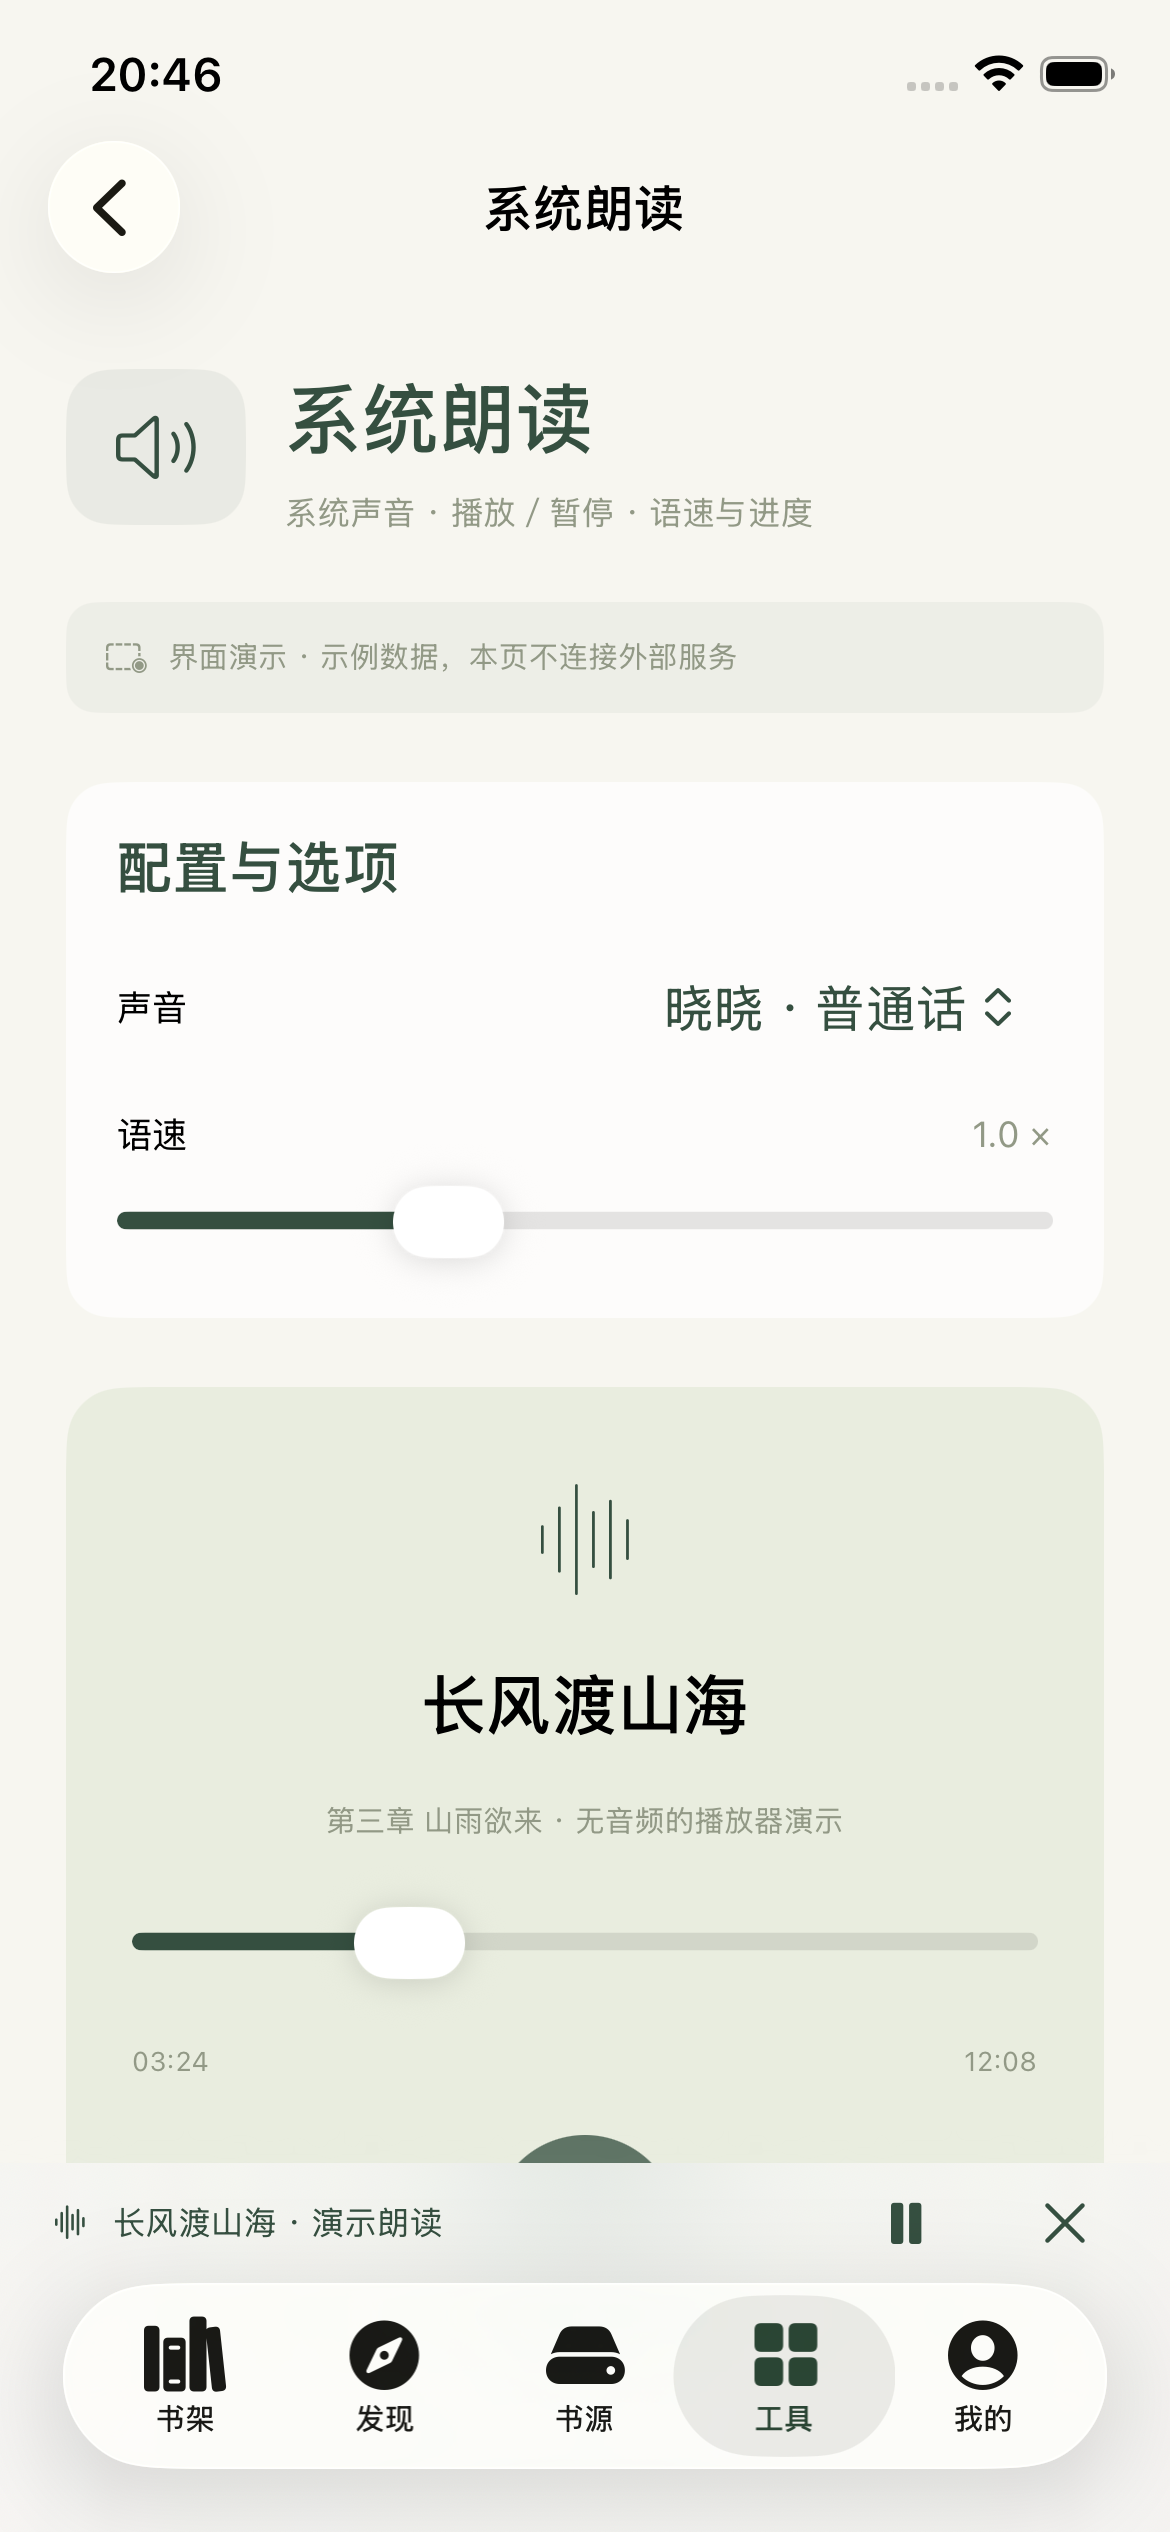 20:46
系统朗读
系统朗读
系统声音 · 播放 / 暂停 · 语速与进度
界面演示 · 示例数据，本页不连接外部服务
配置与选项
声音 晓晓 · 普通话
语速 1.0 ×
长风渡山海
第三章 山雨欲来 · 无音频的播放器演示
03:24 12:08
长风渡山海 · 演示朗读
书架 发现 书源 工具 我的